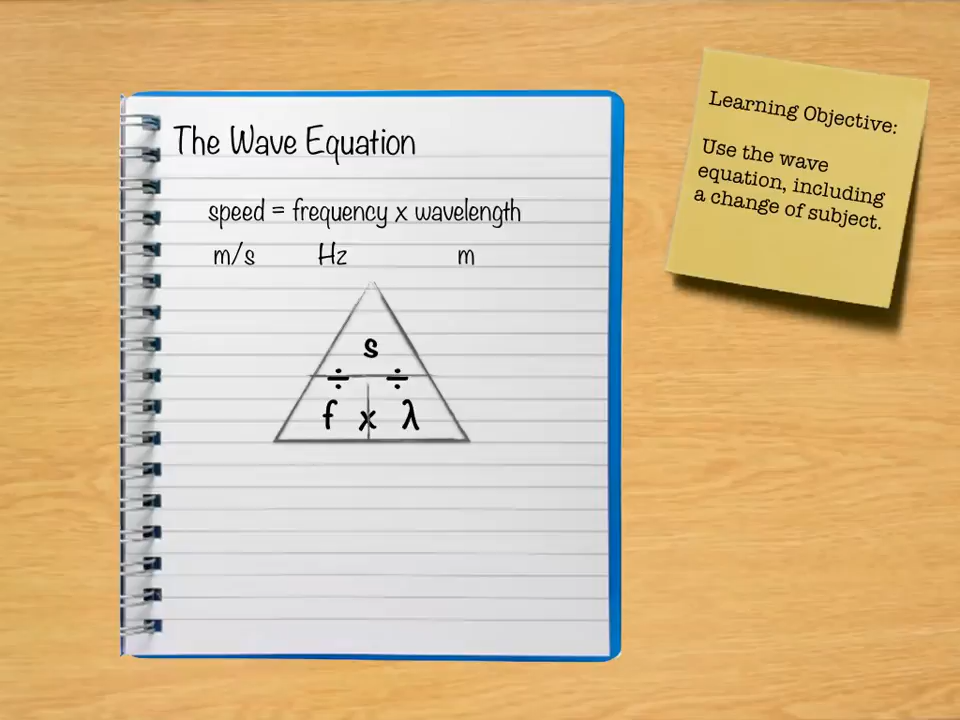 The Wave Equation
speed = frequency x wavelength
m/s Hz m
s
÷ ÷
f x λ
Learning Objective:
Use the wave
equation, including
a change of subject.